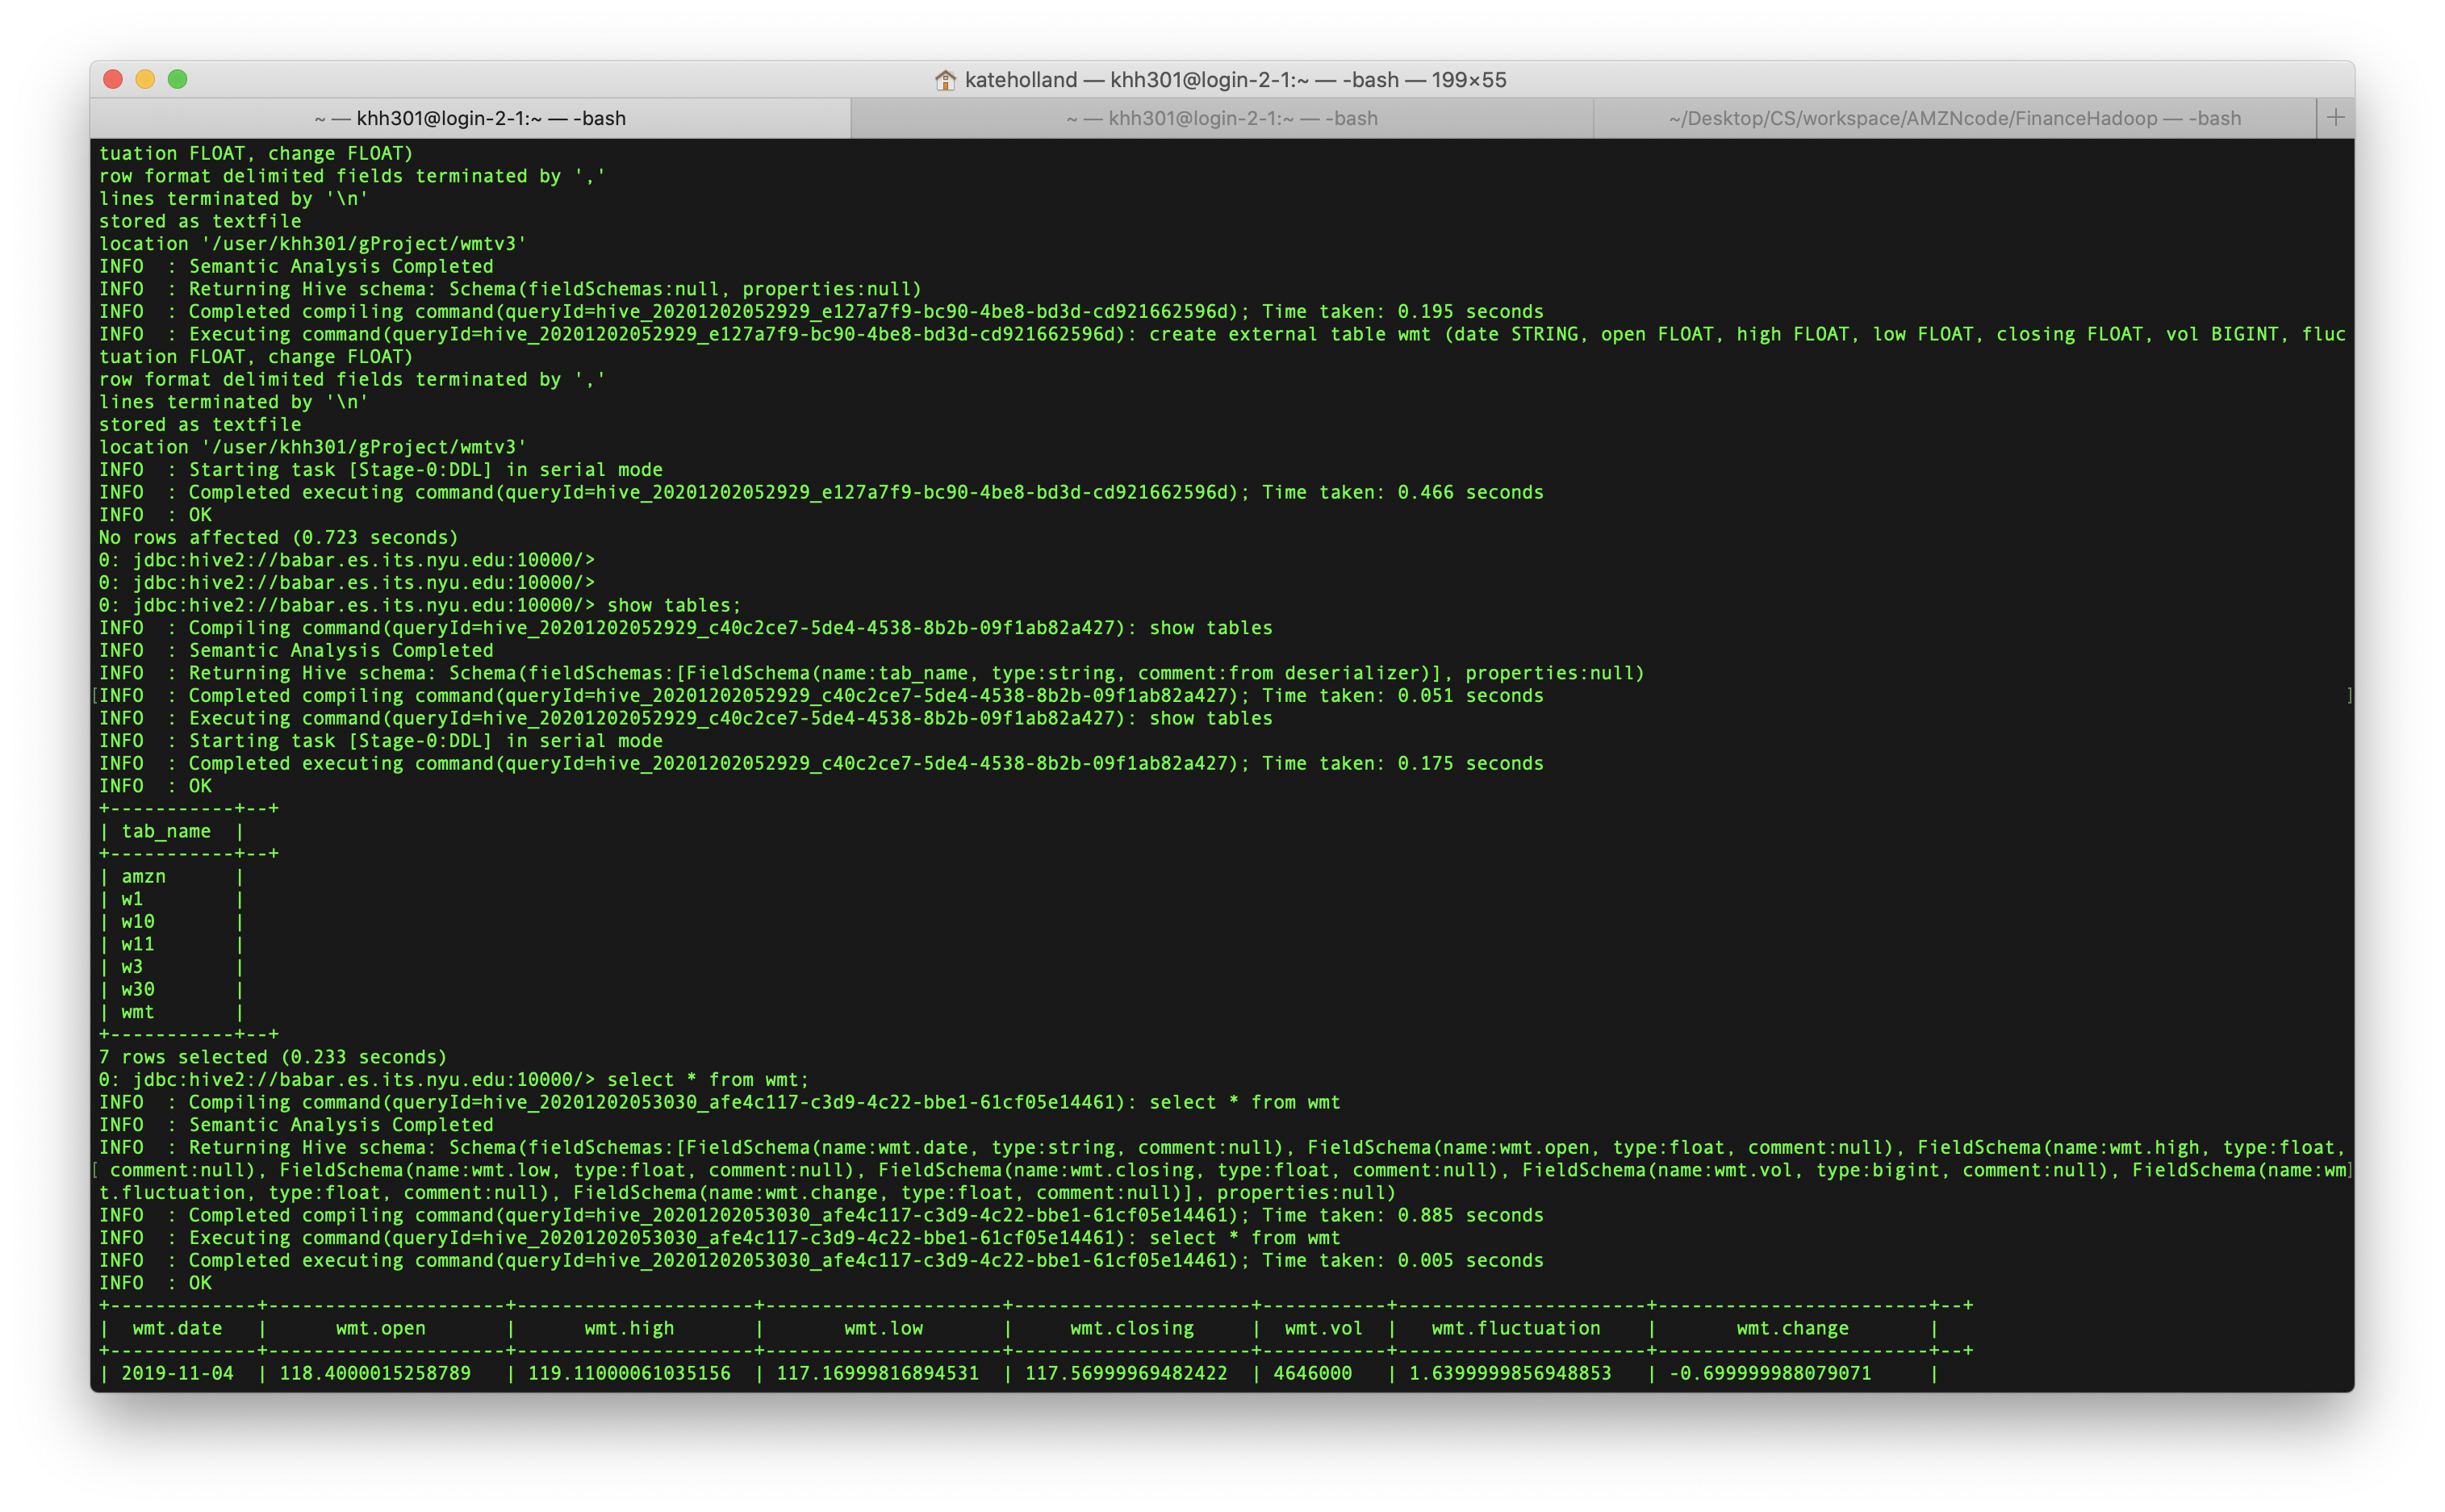 kateholland — khh301@login-2-1:~ — -bash — 199×55
~ — khh301@login-2-1:~ — -bash
~ — khh301@login-2-1:~ — -bash
~/Desktop/CS/workspace/AMZNcode/FinanceHadoop — -bash
tuation FLOAT, change FLOAT)
row format delimited fields terminated by ','
lines terminated by '\n'
stored as textfile
location '/user/khh301/gProject/wmtv3'
INFO  : Semantic Analysis Completed
INFO  : Returning Hive schema: Schema(fieldSchemas:null, properties:null)
INFO  : Completed compiling command(queryId=hive_20201202052929_e127a7f9-bc90-4be8-bd3d-cd921662596d); Time taken: 0.195 seconds
INFO  : Executing command(queryId=hive_20201202052929_e127a7f9-bc90-4be8-bd3d-cd921662596d): create external table wmt (date STRING, open FLOAT, high FLOAT, low FLOAT, closing FLOAT, vol BIGINT, fluc
tuation FLOAT, change FLOAT)
row format delimited fields terminated by ','
lines terminated by '\n'
stored as textfile
location '/user/khh301/gProject/wmtv3'
INFO  : Starting task [Stage-0:DDL] in serial mode
INFO  : Completed executing command(queryId=hive_20201202052929_e127a7f9-bc90-4be8-bd3d-cd921662596d); Time taken: 0.466 seconds
INFO  : OK
No rows affected (0.723 seconds)
0: jdbc:hive2://babar.es.its.nyu.edu:10000/>
0: jdbc:hive2://babar.es.its.nyu.edu:10000/>
0: jdbc:hive2://babar.es.its.nyu.edu:10000/> show tables;
INFO  : Compiling command(queryId=hive_20201202052929_c40c2ce7-5de4-4538-8b2b-09f1ab82a427): show tables
INFO  : Semantic Analysis Completed
INFO  : Returning Hive schema: Schema(fieldSchemas:[FieldSchema(name:tab_name, type:string, comment:from deserializer)], properties:null)
[INFO  : Completed compiling command(queryId=hive_20201202052929_c40c2ce7-5de4-4538-8b2b-09f1ab82a427); Time taken: 0.051 seconds ]
INFO  : Executing command(queryId=hive_20201202052929_c40c2ce7-5de4-4538-8b2b-09f1ab82a427): show tables
INFO  : Starting task [Stage-0:DDL] in serial mode
INFO  : Completed executing command(queryId=hive_20201202052929_c40c2ce7-5de4-4538-8b2b-09f1ab82a427); Time taken: 0.175 seconds
INFO  : OK
+-----------+--+
| tab_name  |
+-----------+--+
| amzn      |
| w1        |
| w10       |
| w11       |
| w3        |
| w30       |
| wmt       |
+-----------+--+
7 rows selected (0.233 seconds)
0: jdbc:hive2://babar.es.its.nyu.edu:10000/> select * from wmt;
INFO  : Compiling command(queryId=hive_20201202053030_afe4c117-c3d9-4c22-bbe1-61cf05e14461): select * from wmt
INFO  : Semantic Analysis Completed
INFO  : Returning Hive schema: Schema(fieldSchemas:[FieldSchema(name:wmt.date, type:string, comment:null), FieldSchema(name:wmt.open, type:float, comment:null), FieldSchema(name:wmt.high, type:float,
[ comment:null), FieldSchema(name:wmt.low, type:float, comment:null), FieldSchema(name:wmt.closing, type:float, comment:null), FieldSchema(name:wmt.vol, type:bigint, comment:null), FieldSchema(name:wm]
t.fluctuation, type:float, comment:null), FieldSchema(name:wmt.change, type:float, comment:null)], properties:null)
INFO  : Completed compiling command(queryId=hive_20201202053030_afe4c117-c3d9-4c22-bbe1-61cf05e14461); Time taken: 0.885 seconds
INFO  : Executing command(queryId=hive_20201202053030_afe4c117-c3d9-4c22-bbe1-61cf05e14461): select * from wmt
INFO  : Completed executing command(queryId=hive_20201202053030_afe4c117-c3d9-4c22-bbe1-61cf05e14461); Time taken: 0.005 seconds
INFO  : OK
+-------------+---------------------+---------------------+---------------------+---------------------+-----------+----------------------+------------------------+--+
|  wmt.date   |      wmt.open       |      wmt.high       |       wmt.low       |     wmt.closing     |  wmt.vol  |   wmt.fluctuation    |       wmt.change       |
+-------------+---------------------+---------------------+---------------------+---------------------+-----------+----------------------+------------------------+--+
| 2019-11-04  | 118.4000015258789   | 119.11000061035156  | 117.16999816894531  | 117.56999969482422  | 4646000   | 1.6399999856948853   | -0.699999988079071     |